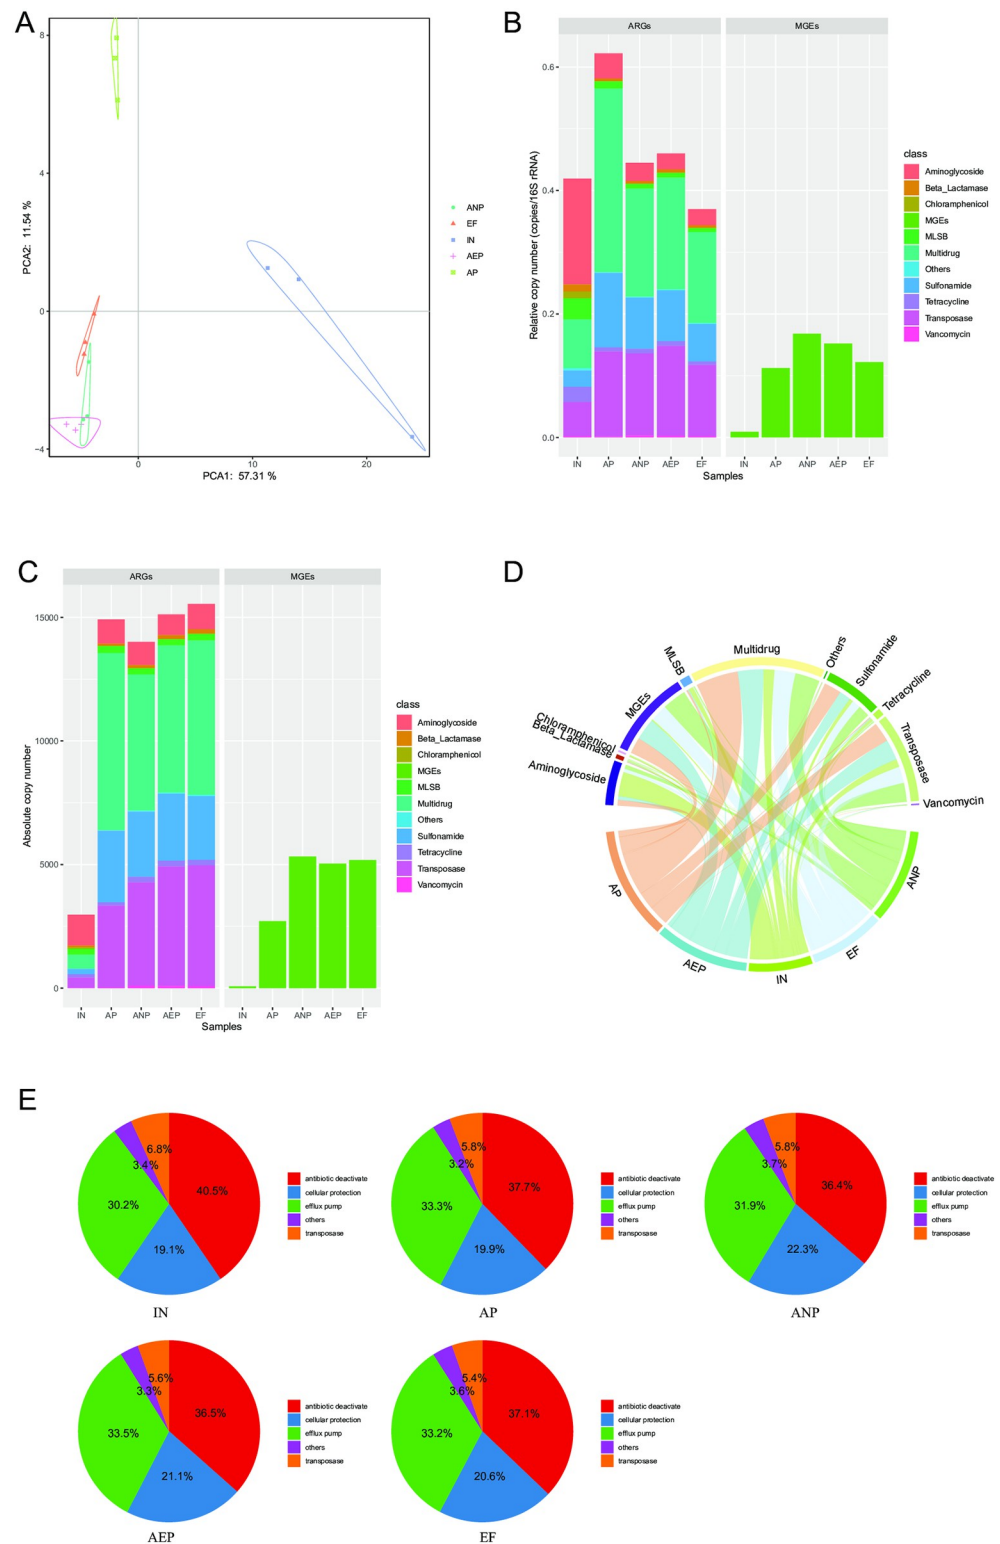 A
B
8
4
0
−4
0
10
20
PCA2: 11.54 %
PCA1: 57.31 %
ANP
EF
IN
AEP
AP
ARGs
MGEs
0.6
0.4
0.2
0.0
Relative copy number (copies/16S rRNA)
IN
AP
ANP
AEP
EF
IN
AP
ANP
AEP
EF
Samples
class
Aminoglycoside
Beta_Lactamase
Chloramphenicol
MGEs
MLSB
Multidrug
Others
Sulfonamide
Tetracycline
Transposase
Vancomycin
C
ARGs
MGEs
15000
10000
5000
0
Absolute copy number
IN
AP
ANP
AEP
EF
IN
AP
ANP
AEP
EF
Samples
class
Aminoglycoside
Beta_Lactamase
Chloramphenicol
MGEs
MLSB
Multidrug
Others
Sulfonamide
Tetracycline
Transposase
Vancomycin
D
Aminoglycoside
Beta_Lactamase
Chloramphenicol
MGEs
MLSB
Multidrug
Others
Sulfonamide
Tetracycline
Transposase
Vancomycin
ANP
EF
IN
AEP
AP
E
6.8%
3.4%
40.5%
30.2%
19.1%
antibiotic deactivate
cellular protection
efflux pump
others
transposase
IN
5.8%
3.2%
37.7%
33.3%
19.9%
antibiotic deactivate
cellular protection
efflux pump
others
transposase
AP
5.8%
3.7%
36.4%
31.9%
22.3%
antibiotic deactivate
cellular protection
efflux pump
others
transposase
ANP
5.6%
3.3%
36.5%
33.5%
21.1%
antibiotic deactivate
cellular protection
efflux pump
others
transposase
AEP
5.4%
3.6%
37.1%
33.2%
20.6%
antibiotic deactivate
cellular protection
efflux pump
others
transposase
EF